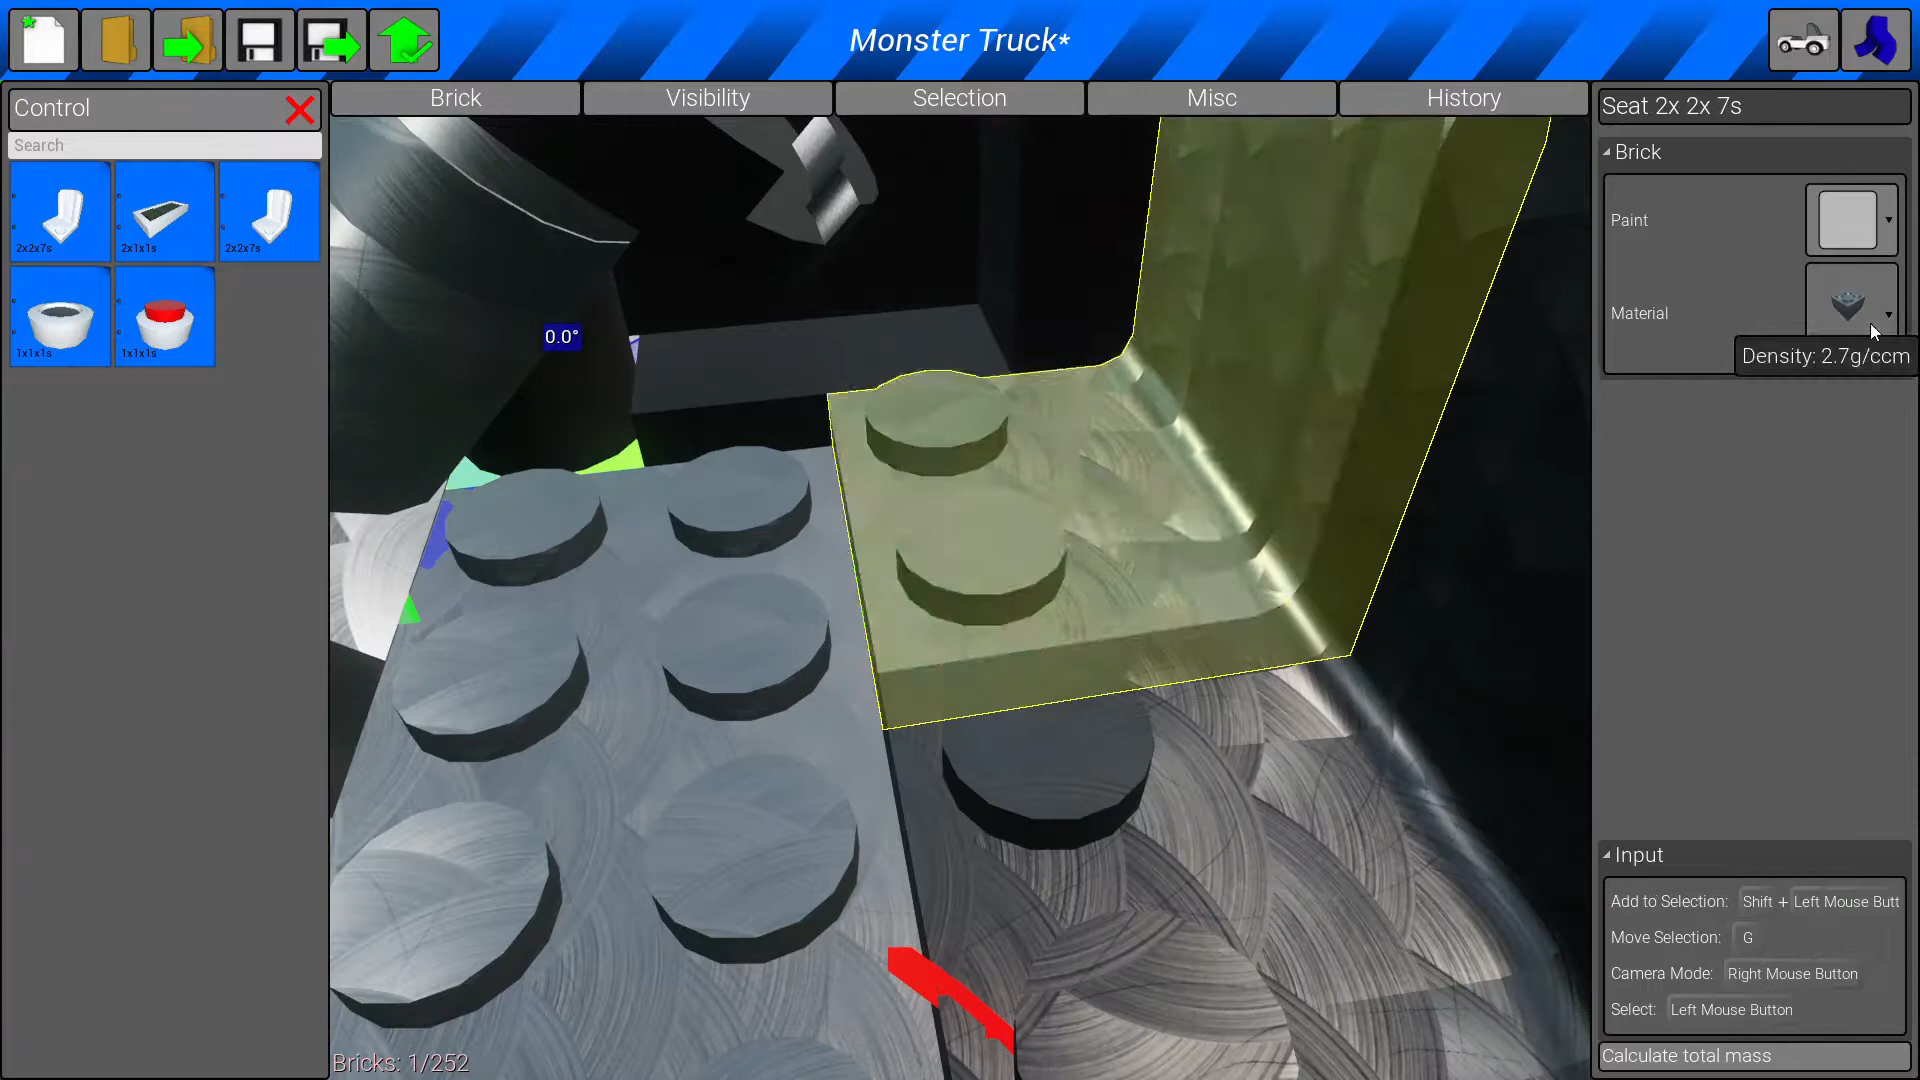 Monster Truck*
Control
Search
2x2x7s
2x1x1s
2x2x7s
1x1x1s
1x1x1s
Brick
Visibility
Selection
Misc
History
0.0°
Bricks: 1/252
Seat 2x 2x 7s
Brick
Paint
Material
Density: 2.7g/ccm
Input
Add to Selection: Shift + Left Mouse Butt
Move Selection: G
Camera Mode: Right Mouse Button
Select: Left Mouse Button
Calculate total mass